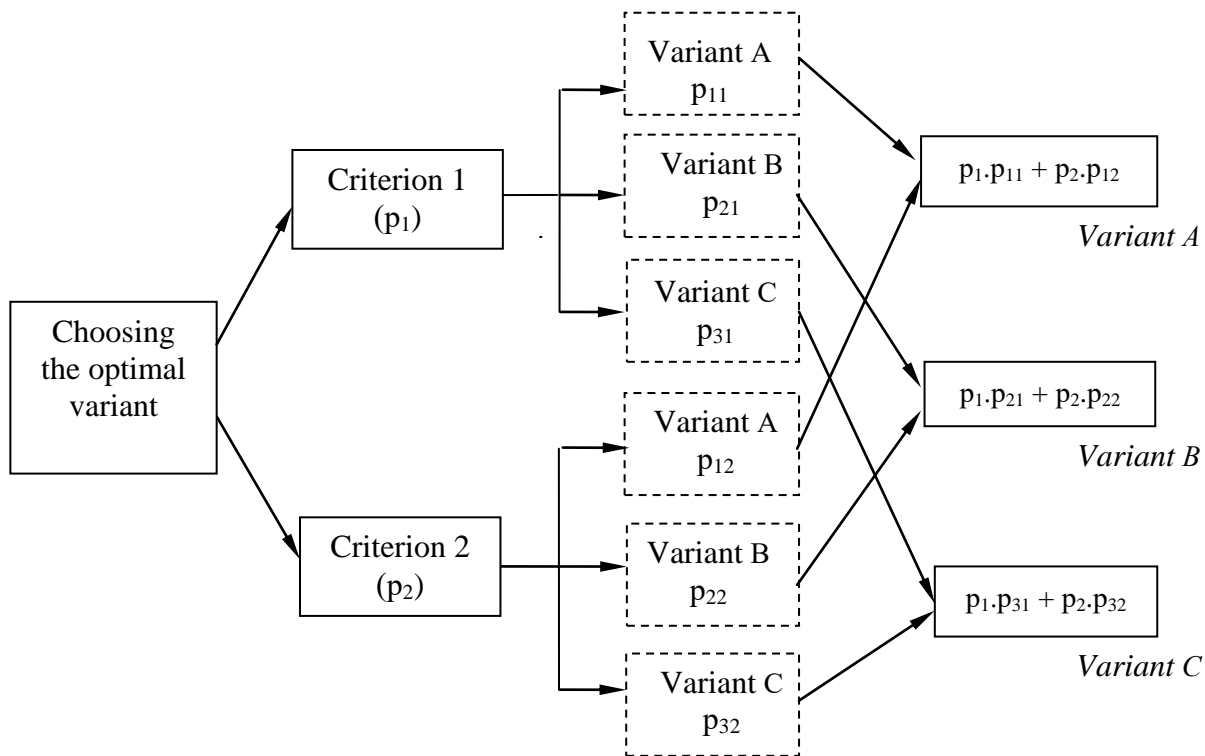 Choosing
the optimal
variant
Criterion 1
(p₁)
Criterion 2
(p₂)
Variant A
p₁₁
Variant B
p₂₁
Variant C
p₃₁
Variant A
p₁₂
Variant B
p₂₂
Variant C
p₃₂
p₁.p₁₁ + p₂.p₁₂
Variant A
p₁.p₂₁ + p₂.p₂₂
Variant B
p₁.p₃₁ + p₂.p₃₂
Variant C